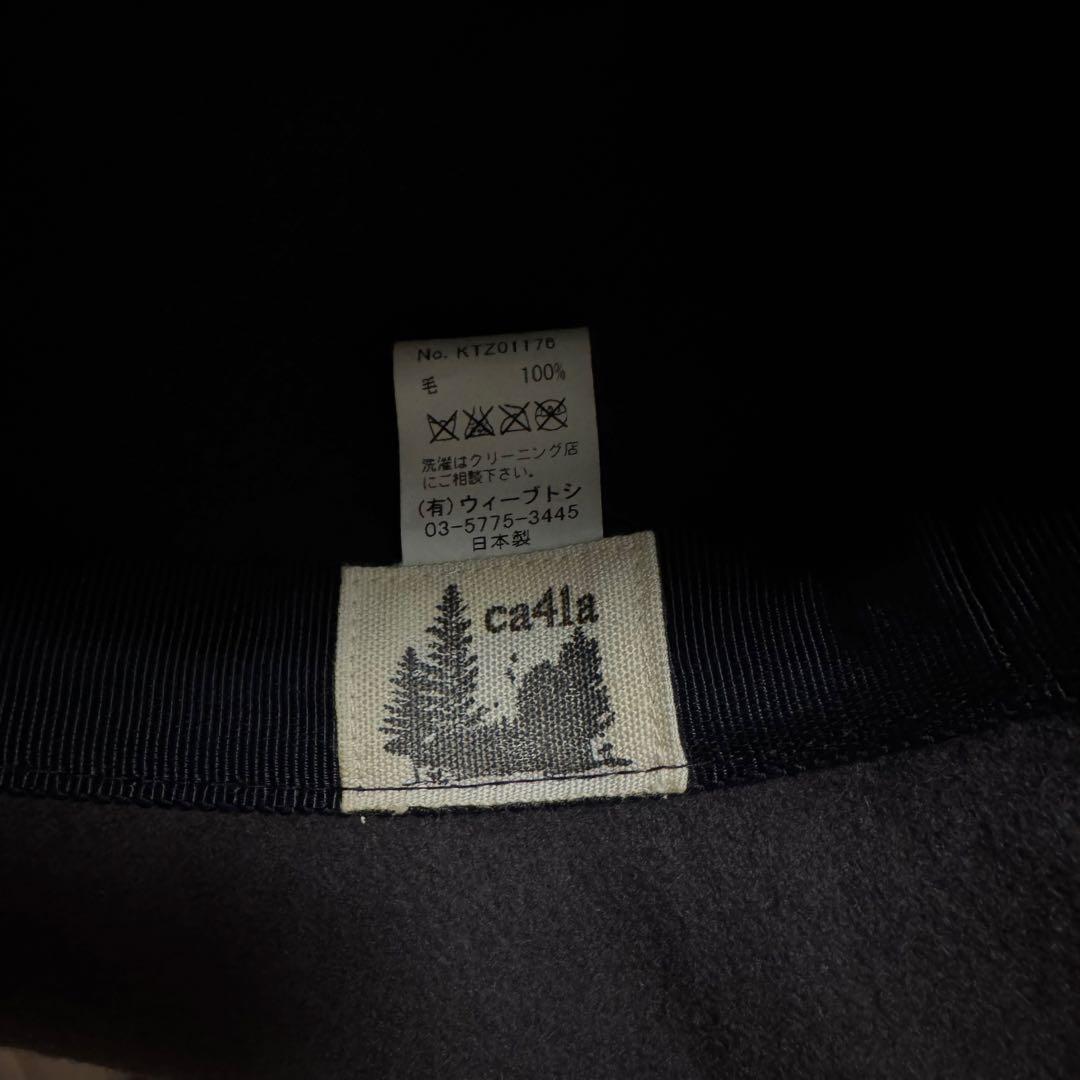 No. KTZ01176
毛 100%
洗濯はクリーニング店
にご相談下さい。
(有)ウィーブトシ
03-5775-3445
日本製
ca4la